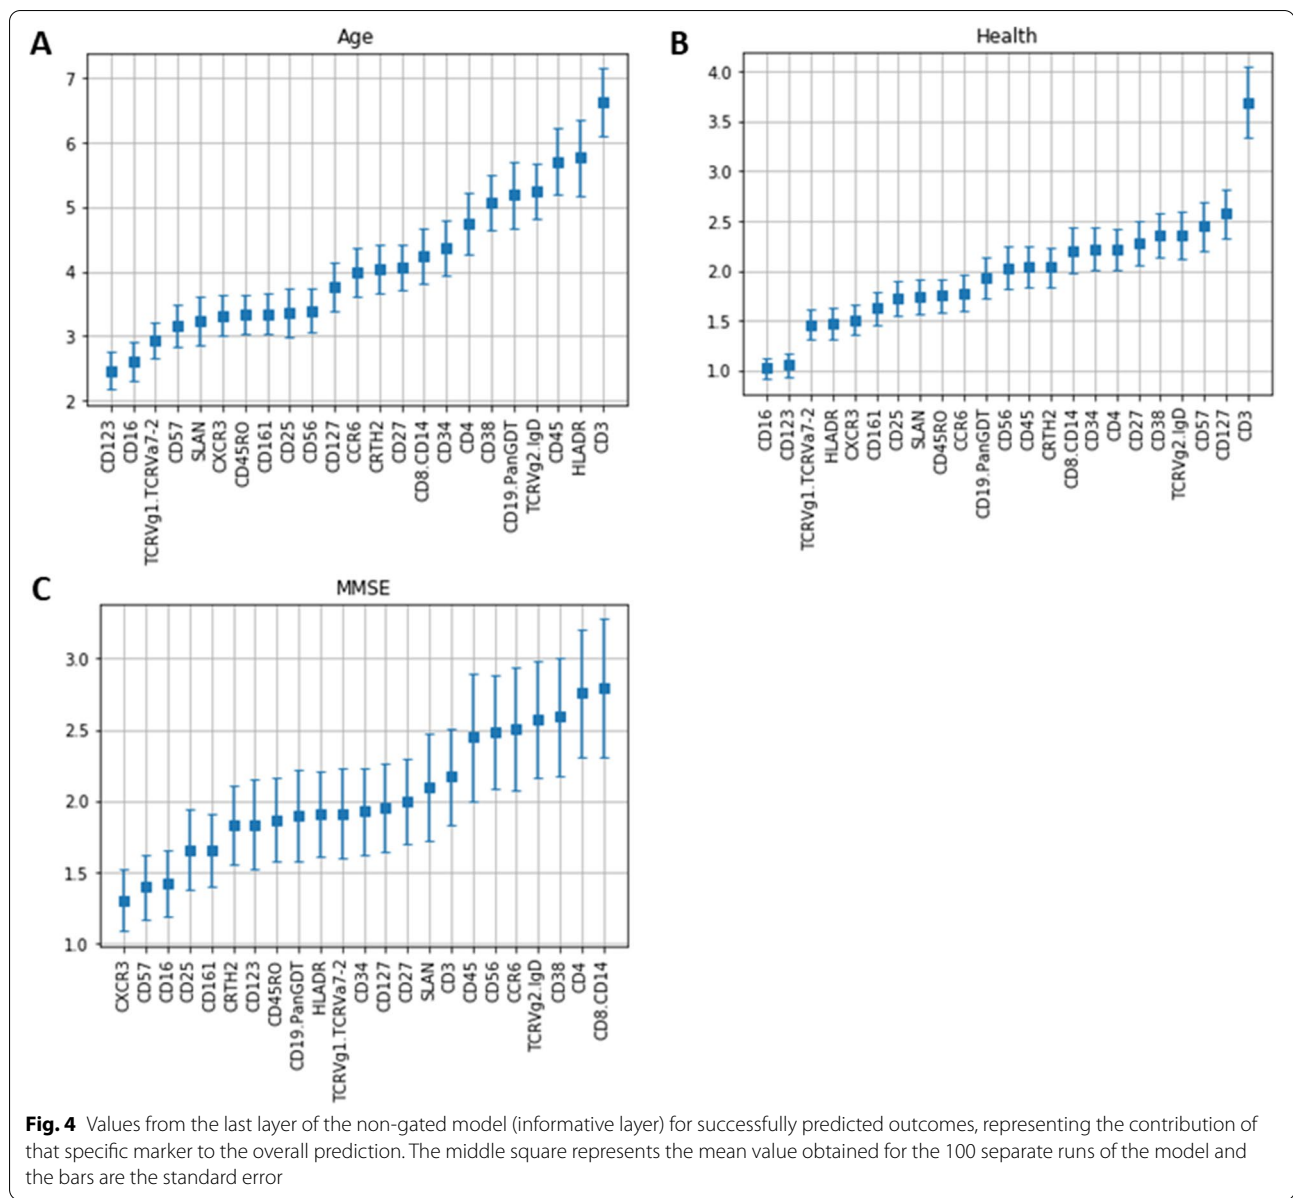 A
Age
7
6
5
4
3
2
CD123
CD16
TCRVg1.TCRVa7-2
CD57
SLAN
CXCR3
CD45RO
CD161
CD25
CD56
CD127
CCR6
CRTH2
CD27
CD8.CD14
CD34
CD4
CD38
CD19.PanGDT
TCRVg2.IgD
CD45
HLADR
CD3
B
Health
4.0
3.5
3.0
2.5
2.0
1.5
1.0
CD16
CD123
TCRVg1.TCRVa7-2
HLADR
CXCR3
CD161
CD25
SLAN
CD45RO
CCR6
CD19.PanGDT
CD56
CD45
CRTH2
CD8.CD14
CD34
CD4
CD27
CD38
TCRVg2.IgD
CD57
CD127
CD3
C
MMSE
3.0
2.5
2.0
1.5
1.0
CXCR3
CD57
CD16
CD25
CD161
CRTH2
CD123
CD45RO
CD19.PanGDT
HLADR
TCRVg1.TCRVa7-2
CD34
CD127
CD27
SLAN
CD3
CD45
CD56
CCR6
TCRVg2.IgD
CD38
CD4
CD8.CD14
Fig. 4 Values from the last layer of the non-gated model (informative layer) for successfully predicted outcomes, representing the contribution of
that specific marker to the overall prediction. The middle square represents the mean value obtained for the 100 separate runs of the model and
the bars are the standard error